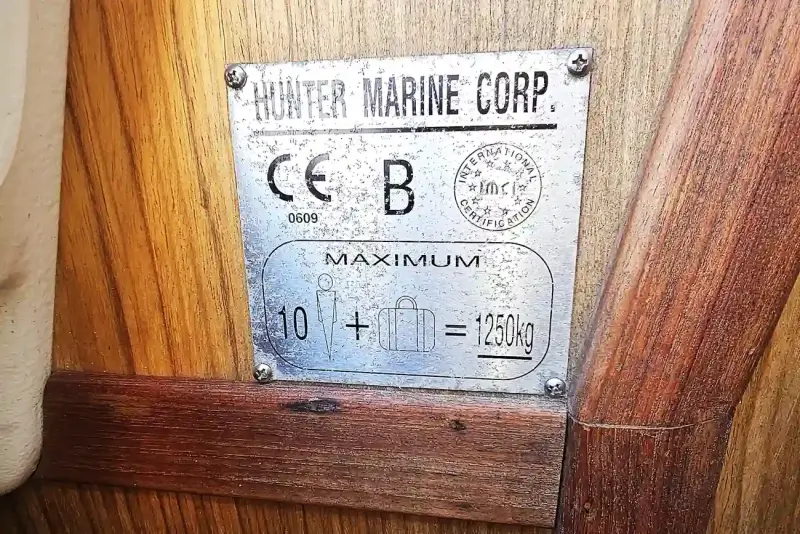 HUNTER MARINE CORP.
CE
0609
B
INTERNATIONAL
IMCI
CERTIFICATION
MAXIMUM
10 + = 1250kg